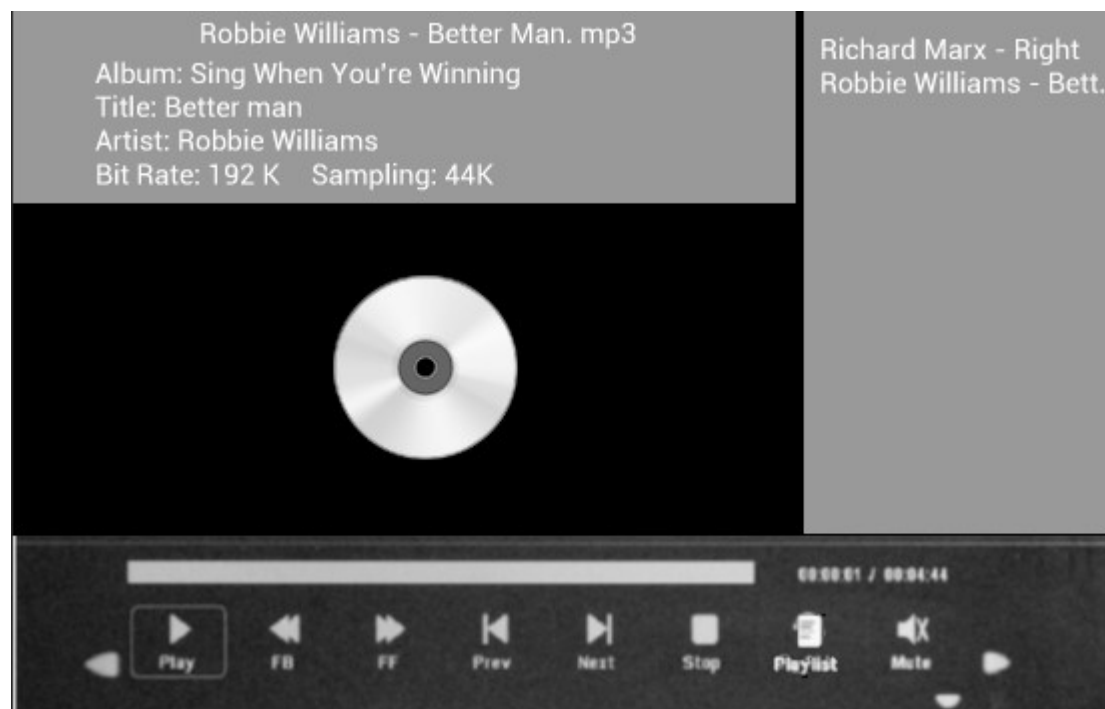 Robbie Williams - Better Man. mp3
Album: Sing When You're Winning
Title: Better man
Artist: Robbie Williams
Bit Rate: 192 K Sampling: 44K
Richard Marx - Right
Robbie Williams - Bett.
00:00:01 / 00:04:44
Play FB FF Prev Next Stop Playlist Mute